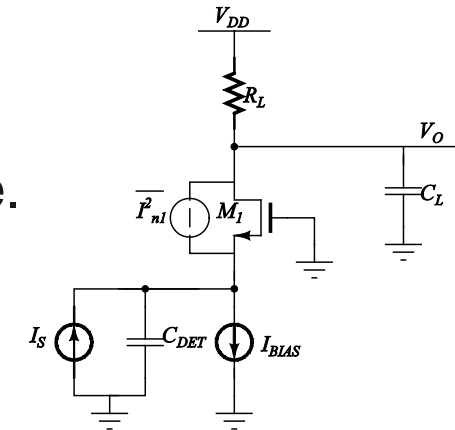 V_DD
R_L
V_O
e.
I²_n1
M_1
C_L
I_S
C_DET
I_BIAS